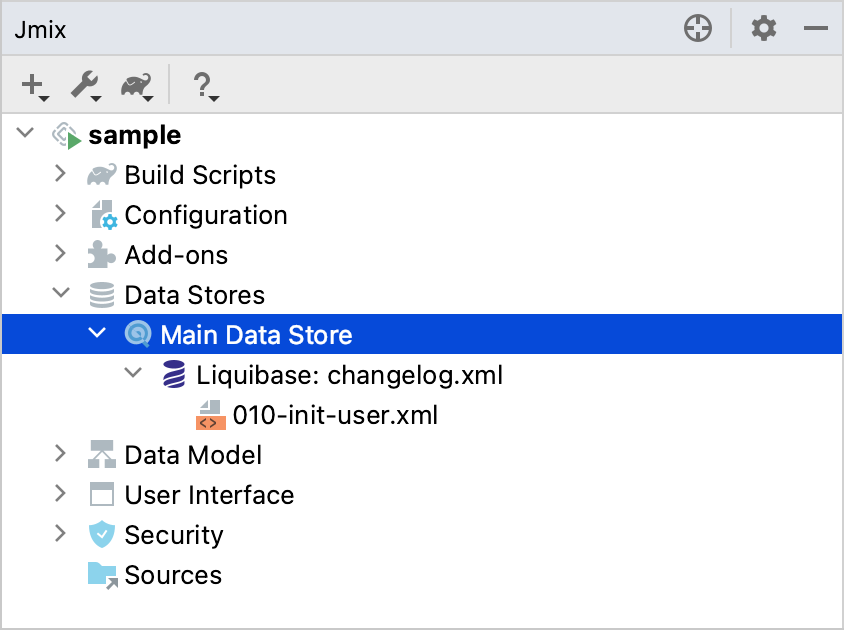 Jmix
?
sample
Build Scripts
Configuration
Add-ons
Data Stores
Main Data Store
Liquibase: changelog.xml
010-init-user.xml
Data Model
User Interface
Security
Sources